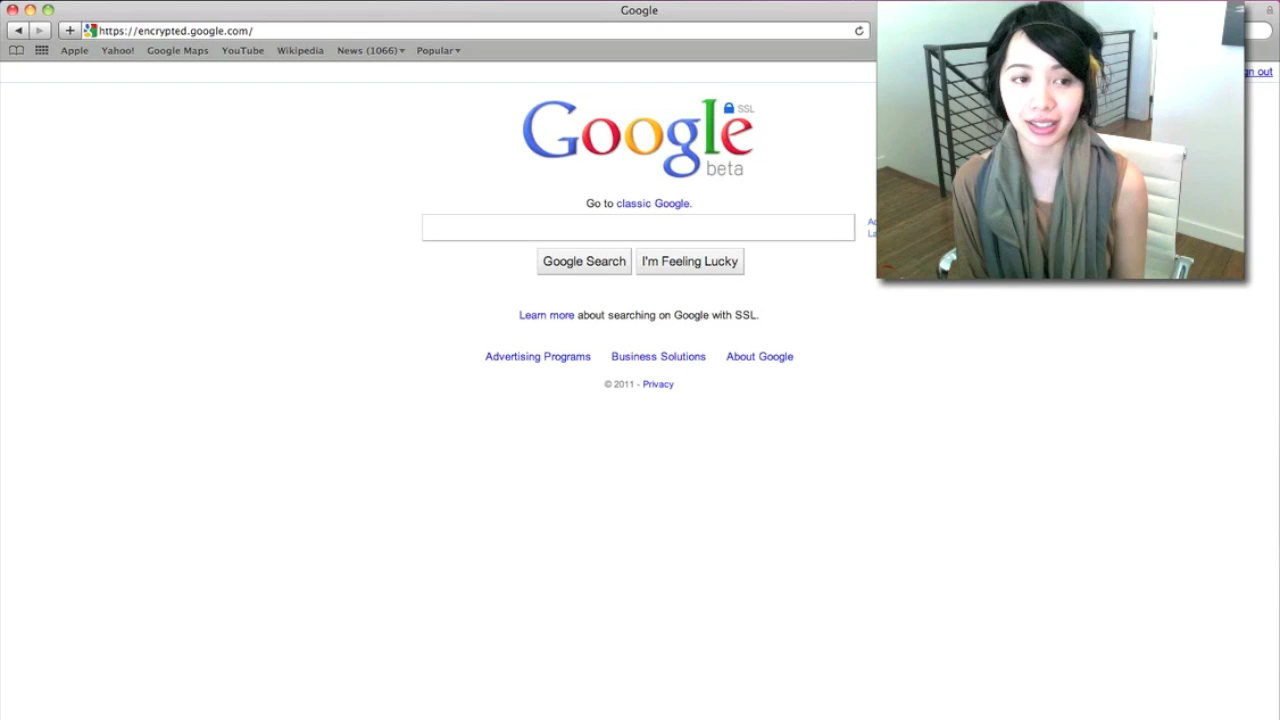 Google
https://encrypted.google.com/
Apple Yahoo! Google Maps YouTube Wikipedia News (1066) Popular
out
Google SSL
beta
Go to classic Google.
Google Search I'm Feeling Lucky
Learn more about searching on Google with SSL.
Advertising Programs Business Solutions About Google
© 2011 - Privacy